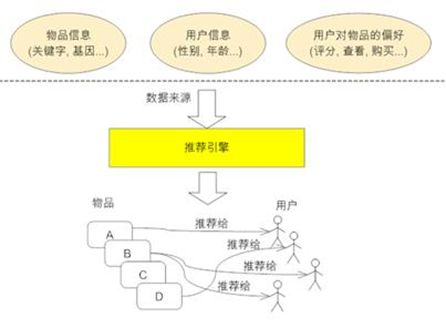 物品信息
(关键字, 基因...)
用户信息
(性别, 年龄...)
用户对物品的偏好
(评分, 查看, 购买...)
数据来源
推荐引擎
物品
用户
A
推荐给
B
推荐给
C
推荐给
D
推荐给